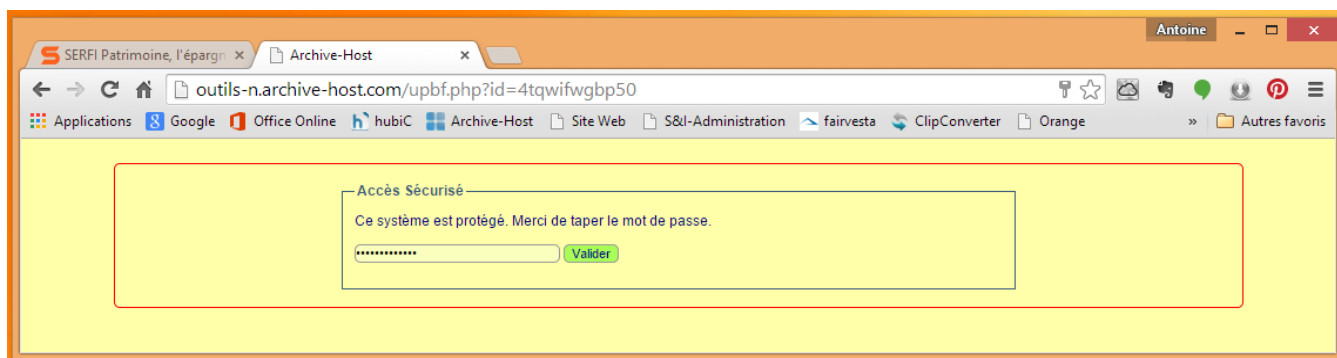 Antoine
SERFI Patrimoine, l'épargn
Archive-Host
outils-n.archive-host.com/upbf.php?id=4tqwifwgbp50
Applications Google Office Online hubiC Archive-Host Site Web S&I-Administration fairvesta ClipConverter Orange » Autres favoris
Accès Sécurisé
Ce système est protégé. Merci de taper le mot de passe.
••••••••••••• Valider